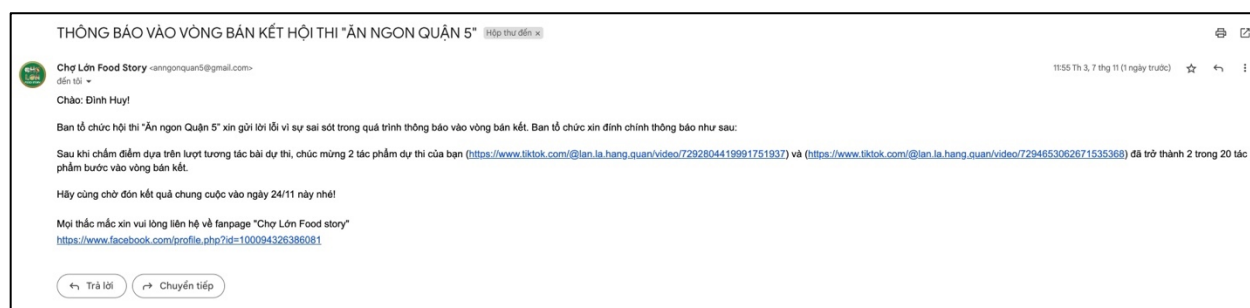 THÔNG BÁO VÀO VÒNG BÁN KẾT HỘI THI "ĂN NGON QUẬN 5" Hộp thư đến x
Chợ Lớn Food Story <anngonquan5@gmail.com> 11:55 Th 3, 7 thg 11 (1 ngày trước)
đến tôi
Chào: Đình Huy!
Ban tổ chức hội thi "Ăn ngon Quận 5" xin gửi lời lỗi vì sự sai sót trong quá trình thông báo vào vòng bán kết. Ban tổ chức xin đính chính thông báo như sau:
Sau khi chấm điểm dựa trên lượt tương tác bài dự thi, chúc mừng 2 tác phẩm dự thi của bạn (https://www.tiktok.com/@lan.la.hang.quan/video/7292804419991751937) và (https://www.tiktok.com/@lan.la.hang.quan/video/7294653062671535368) đã trở thành 2 trong 20 tác
phẩm bước vào vòng bán kết.
Hãy cùng chờ đón kết quả chung cuộc vào ngày 24/11 này nhé!
Mọi thắc mắc xin vui lòng liên hệ về fanpage "Chợ Lớn Food story"
https://www.facebook.com/profile.php?id=100094326386081
Trả lời Chuyển tiếp